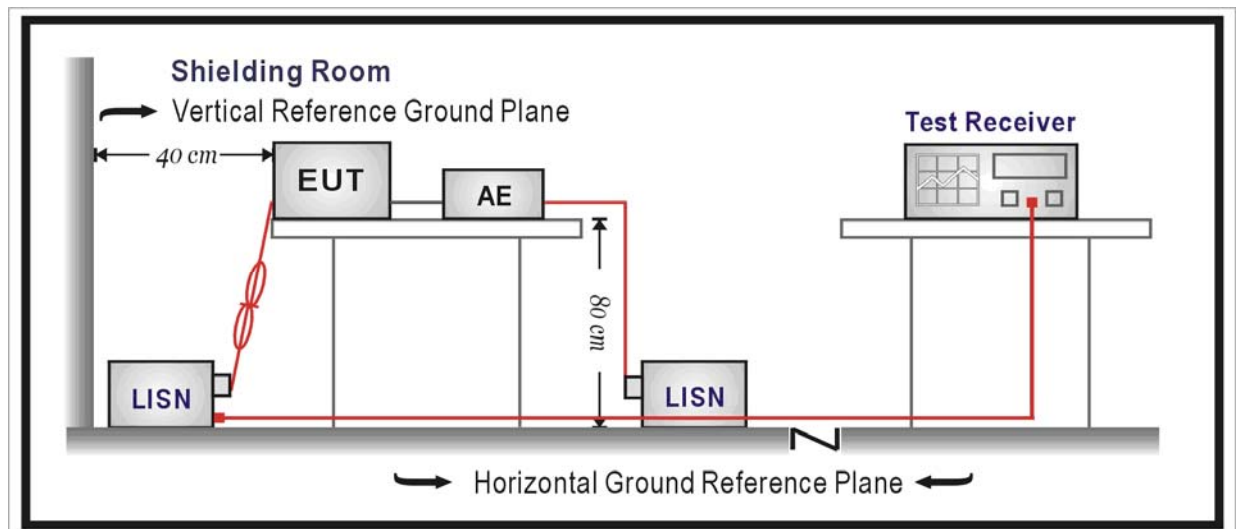 Shielding Room
Vertical Reference Ground Plane
Test Receiver
40 cm
EUT
AE
80 cm
LISN
LISN
Horizontal Ground Reference Plane